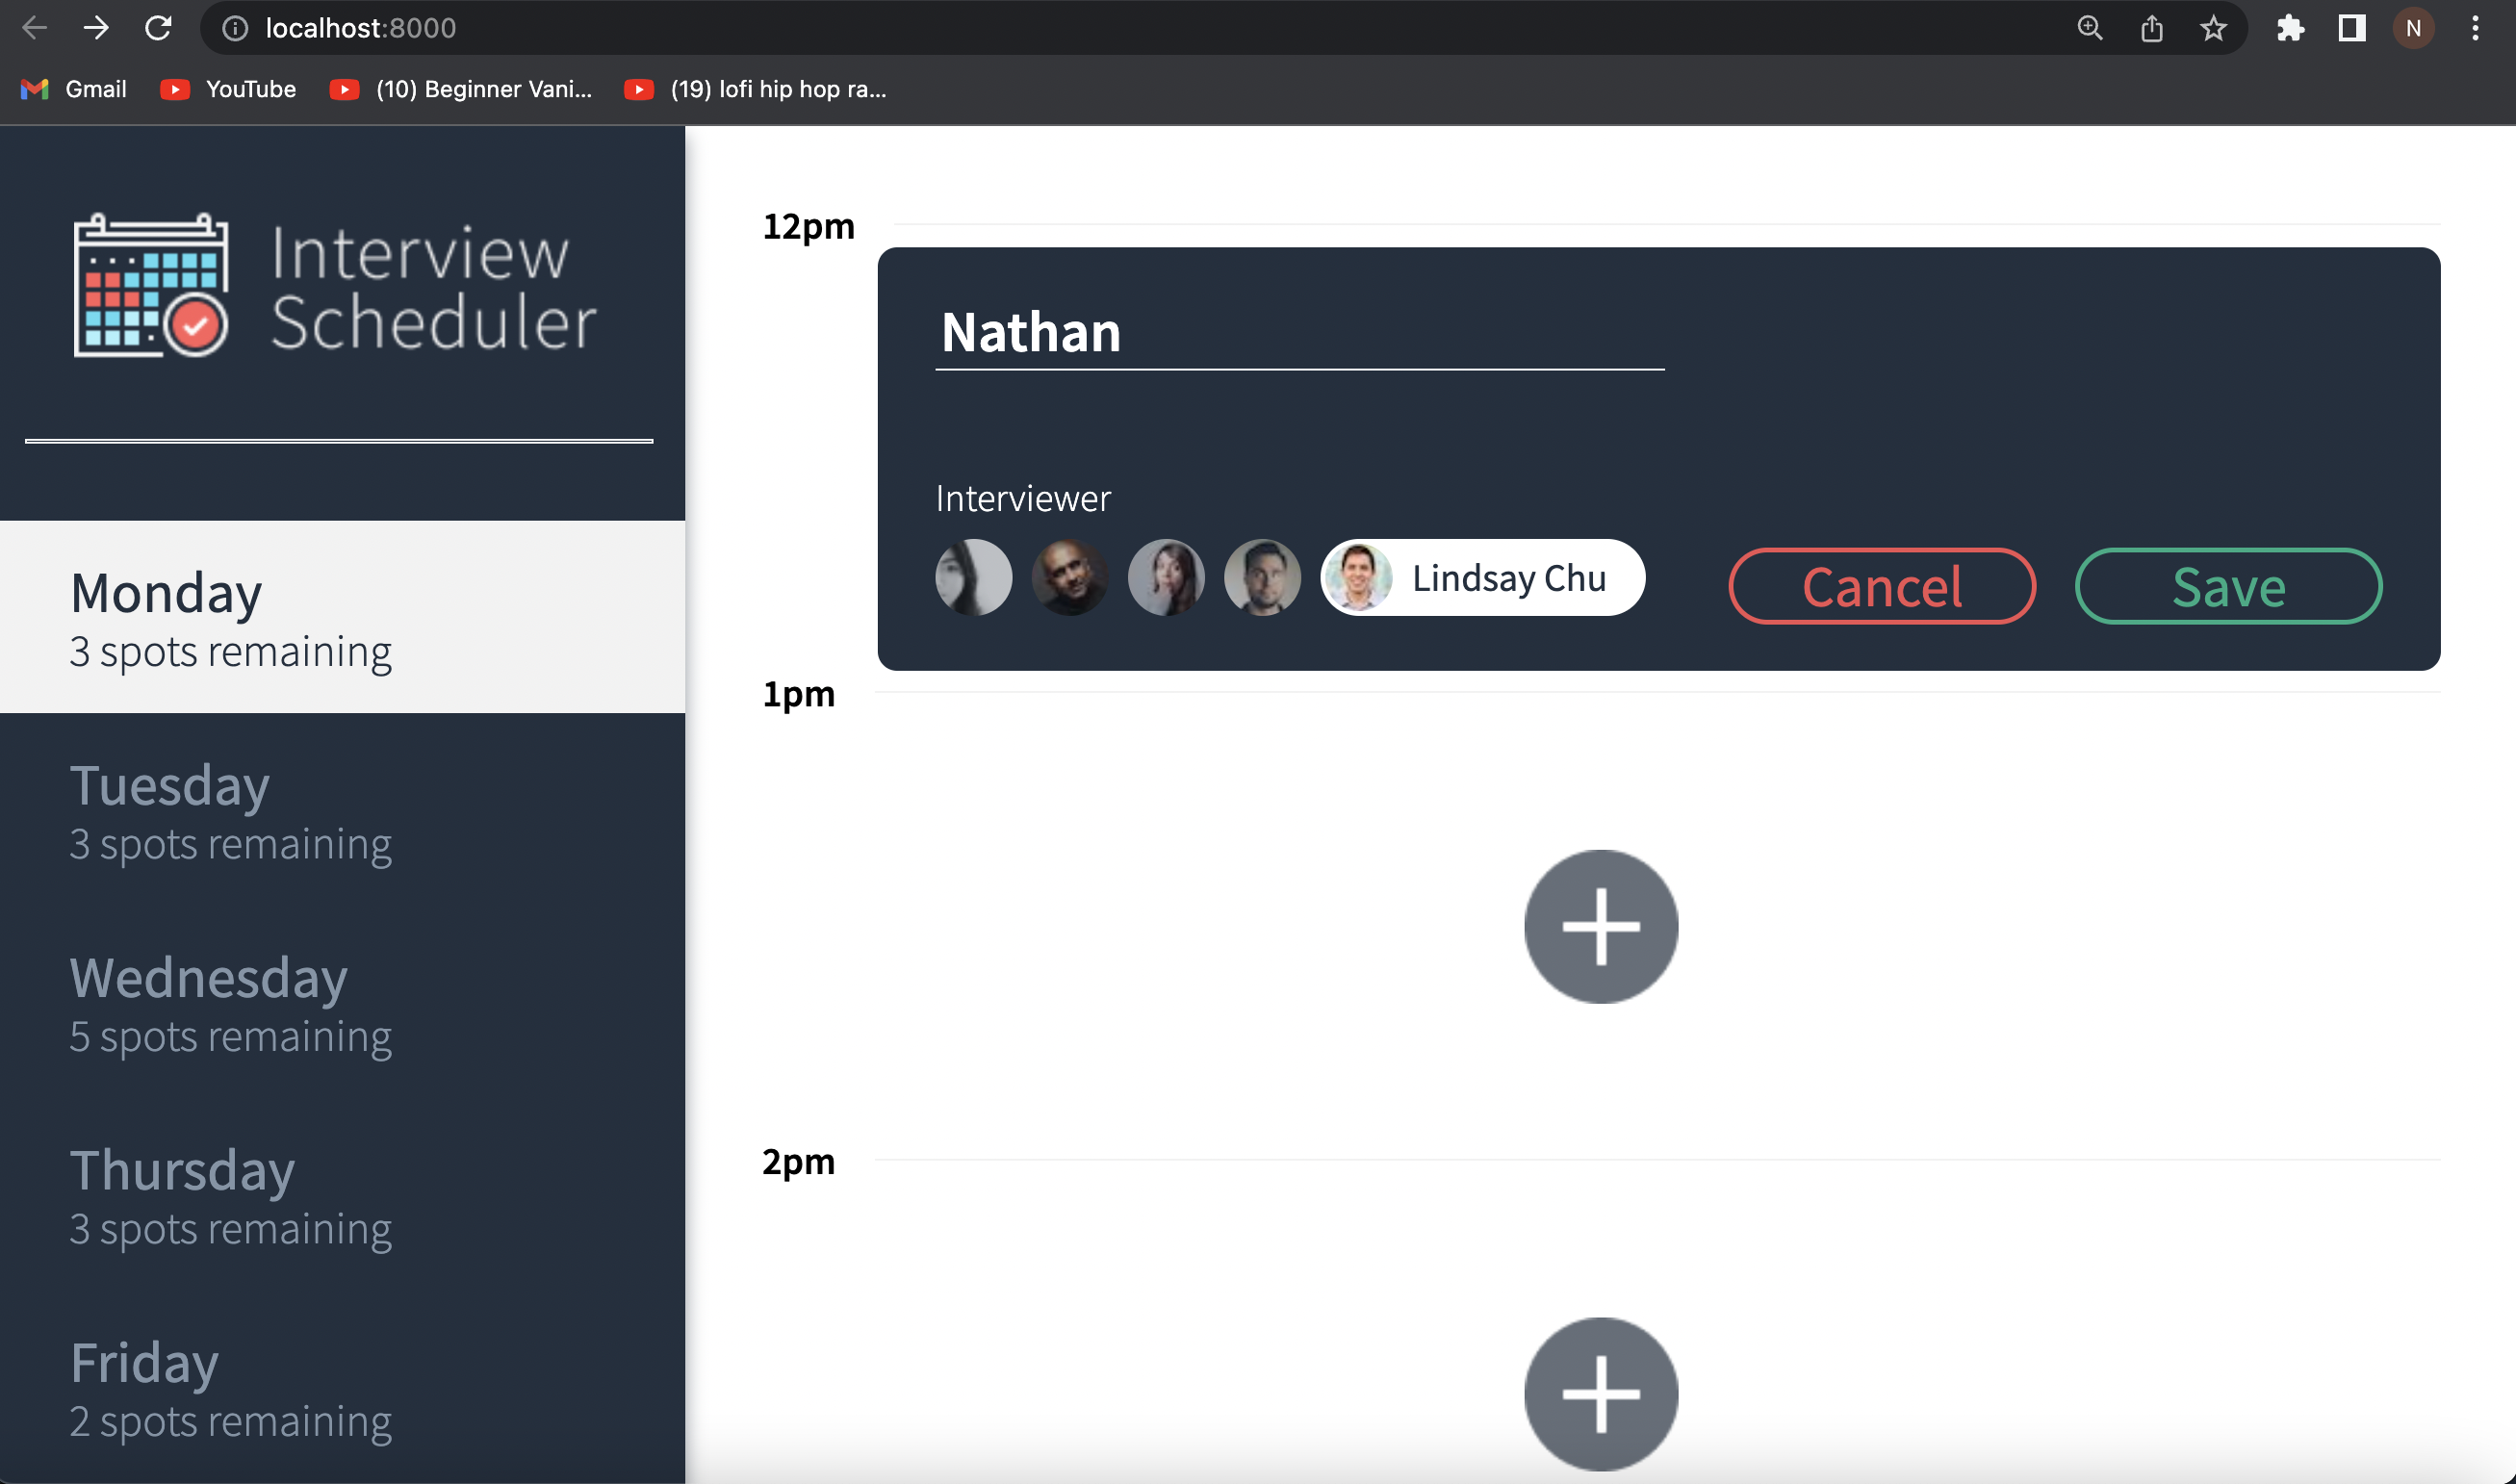 localhost:8000
N
Gmail
YouTube
(10) Beginner Vani...
(19) lofi hip hop ra...
Interview
Scheduler
Monday
3 spots remaining
Tuesday
3 spots remaining
Wednesday
5 spots remaining
Thursday
3 spots remaining
Friday
2 spots remaining
12pm
Nathan
Interviewer
Lindsay Chu
Cancel
Save
1pm
2pm